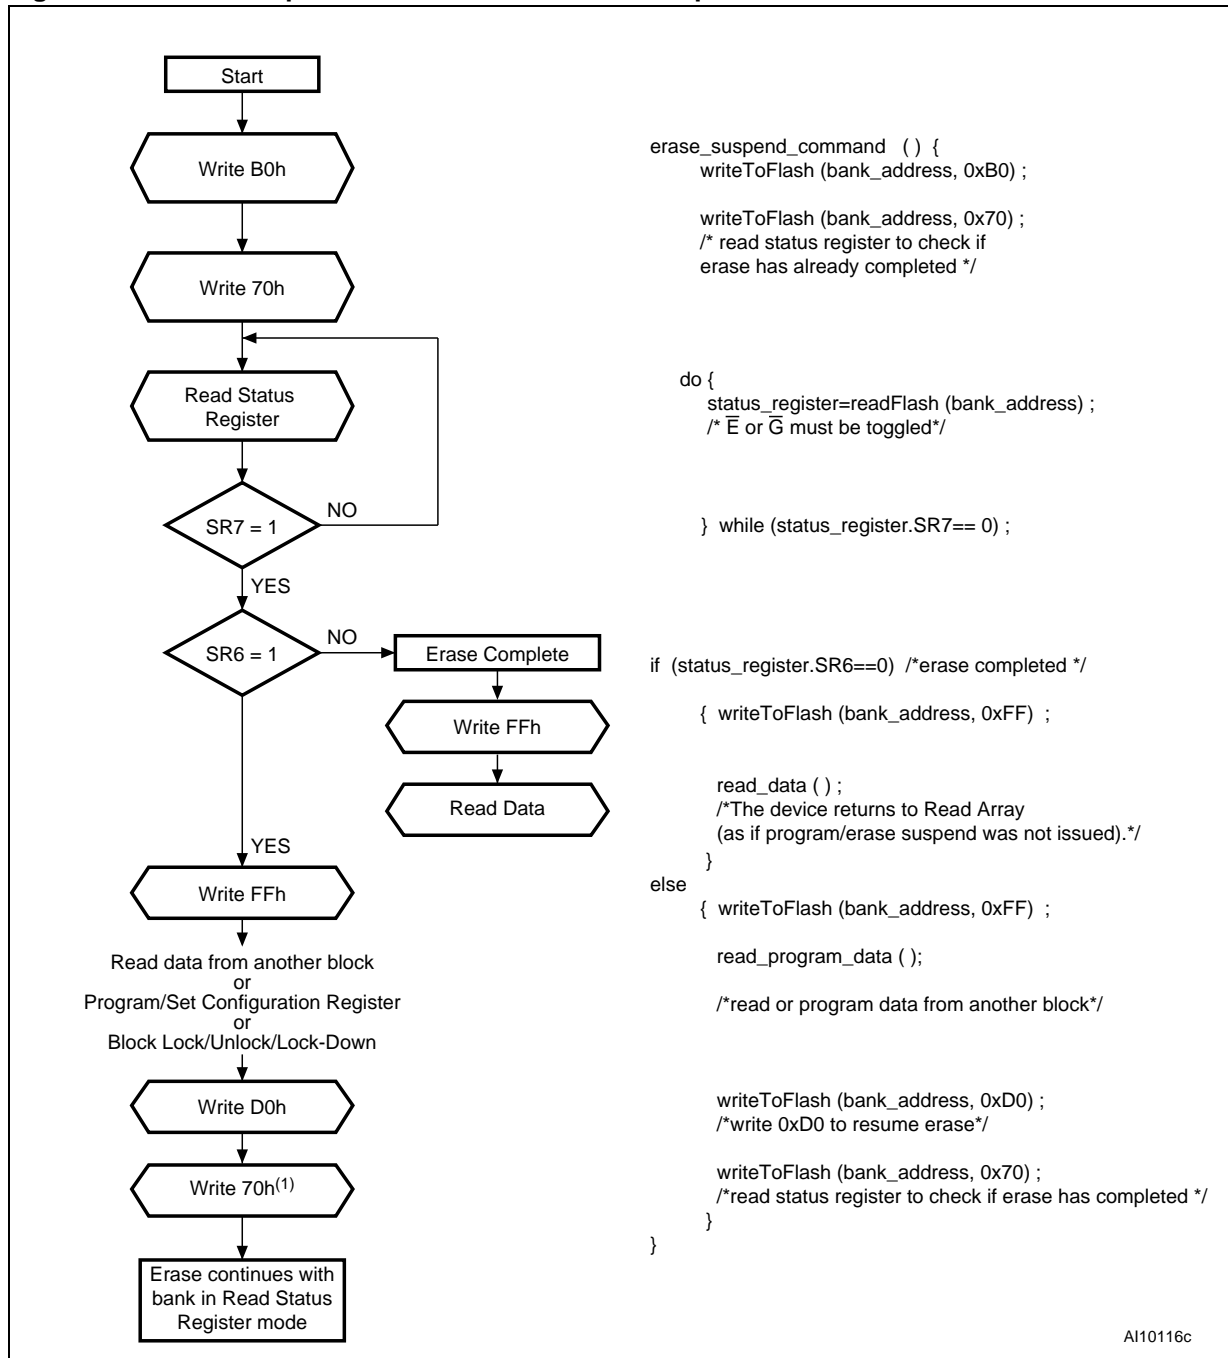 Start
Write B0h
Write 70h
Read Status
Register
SR7 = 1
NO
YES
SR6 = 1
NO
Erase Complete
Write FFh
Read Data
YES
Write FFh
Read data from another block
or
Program/Set Configuration Register
or
Block Lock/Unlock/Lock-Down
Write D0h
Write 70h(1)
Erase continues with
bank in Read Status
Register mode
erase_suspend_command ( ) {
writeToFlash (bank_address, 0xB0) ;
writeToFlash (bank_address, 0x70) ;
/* read status register to check if
erase has already completed */
do {
status_register=readFlash (bank_address) ;
/* E̅ or G̅ must be toggled*/
} while (status_register.SR7== 0) ;
if (status_register.SR6==0) /*erase completed */
{ writeToFlash (bank_address, 0xFF) ;
read_data ( ) ;
/*The device returns to Read Array
(as if program/erase suspend was not issued).*/
}
else
{ writeToFlash (bank_address, 0xFF) ;
read_program_data ( );
/*read or program data from another block*/
writeToFlash (bank_address, 0xD0) ;
/*write 0xD0 to resume erase*/
writeToFlash (bank_address, 0x70) ;
/*read status register to check if erase has completed */
}
}
AI10116c